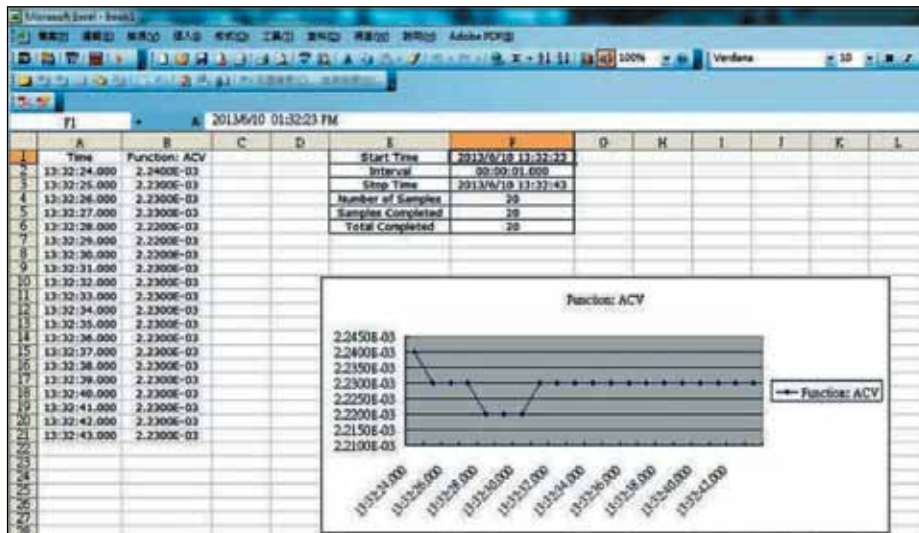 Microsoft Excel - Book1
Adobe PDF(B)
100%
Verdana
10
F1
2013/6/10 01:32:23 PM
A B C D E F G H I J K L
1 Time Function: ACV Start Time 2013/6/10 13:32:23
2 13:32:24.000 2.2400E-03 Interval 00:00:01.000
3 13:32:25.000 2.2300E-03 Stop Time 2013/6/10 13:32:43
4 13:32:26.000 2.2300E-03 Number of Samples 20
5 13:32:27.000 2.2300E-03 Samples Completed 20
6 13:32:28.000 2.2200E-03 Total Completed 20
7 13:32:29.000 2.2200E-03
8 13:32:30.000 2.2200E-03
9 13:32:31.000 2.2300E-03
10 13:32:32.000 2.2300E-03
11 13:32:33.000 2.2300E-03
12 13:32:34.000 2.2300E-03
13 13:32:35.000 2.2300E-03
14 13:32:36.000 2.2300E-03
15 13:32:37.000 2.2300E-03
16 13:32:38.000 2.2300E-03
17 13:32:39.000 2.2300E-03
18 13:32:40.000 2.2300E-03
19 13:32:41.000 2.2300E-03
20 13:32:42.000 2.2300E-03
21 13:32:43.000 2.2300E-03
22
23
24
25
26
27
28
Function: ACV
2.2450E-03
2.2400E-03
2.2350E-03
2.2300E-03
2.2250E-03
2.2200E-03
2.2150E-03
2.2100E-03
Function: ACV
13:32:24.000
13:32:26.000
13:32:28.000
13:32:30.000
13:32:32.000
13:32:34.000
13:32:36.000
13:32:38.000
13:32:40.000
13:32:42.000